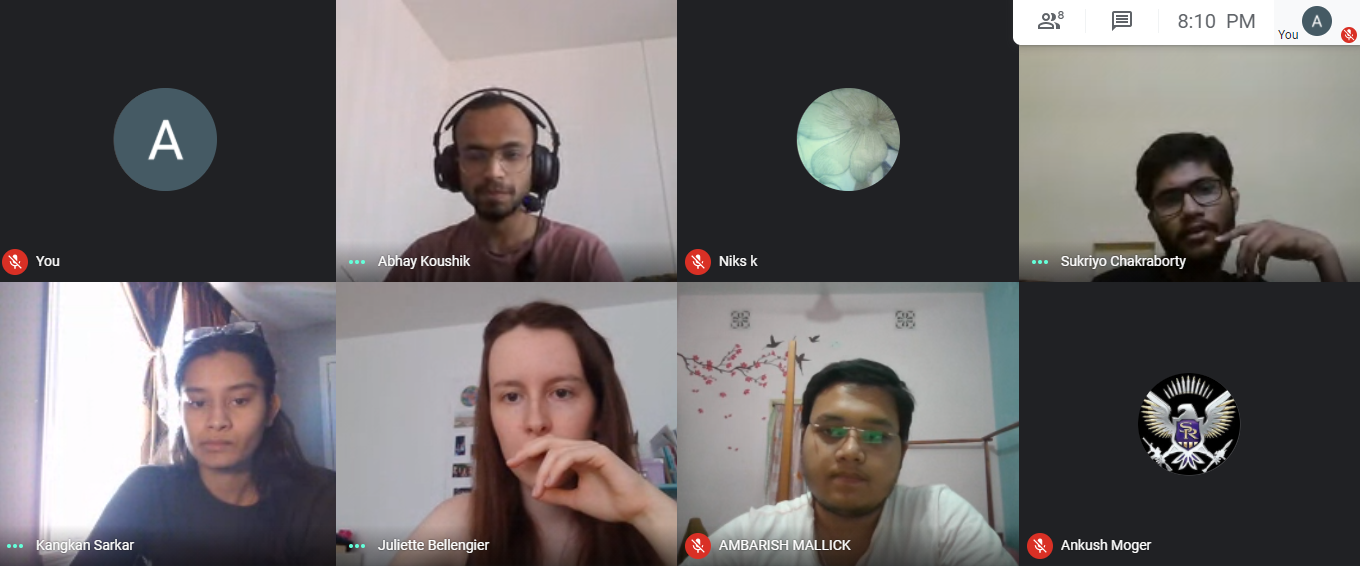 8
8:10 PM
You
A
A
You
Abhay Koushik
Niks k
Sukriyo Chakraborty
Kangkan Sarkar
Juliette Bellengier
AMBARISH MALLICK
SR
Ankush Moger